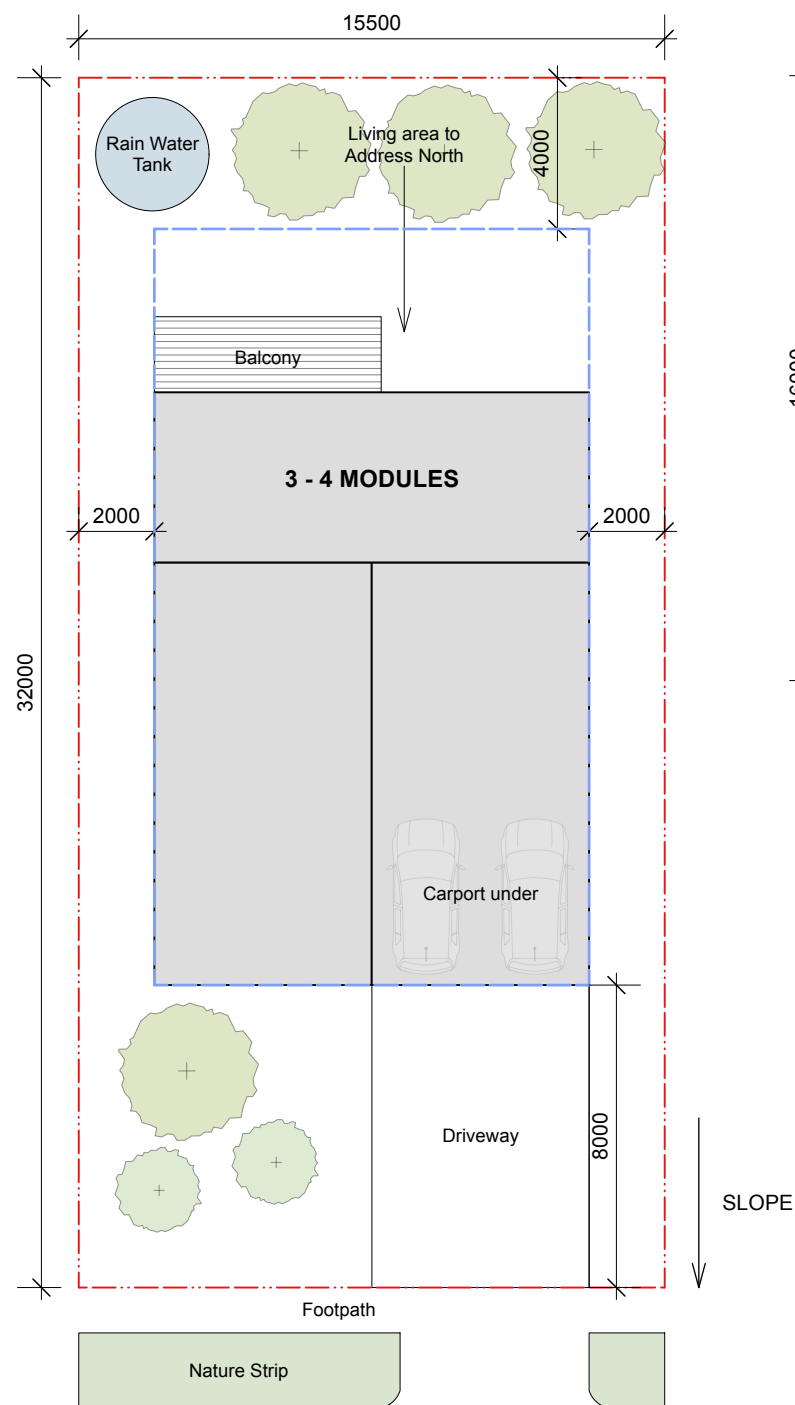 15500
Rain Water
Tank
Living area to
Address North
4000
Balcony
3 - 4 MODULES
2000
2000
32000
Carport under
Driveway
8000
SLOPE
Footpath
Nature Strip